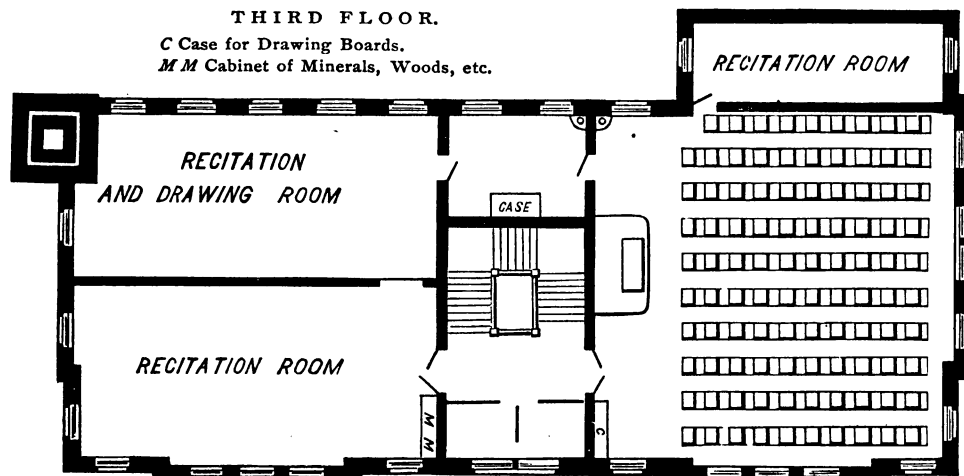 THIRD FLOOR.
C Case for Drawing Boards.
M M Cabinet of Minerals, Woods, etc.
RECITATION ROOM
RECITATION
AND DRAWING ROOM
CASE
RECITATION ROOM
M M
C